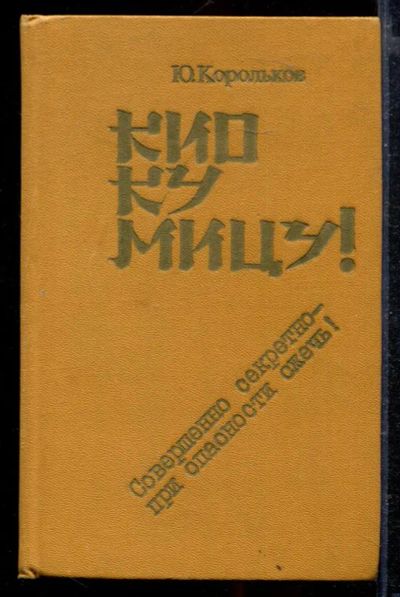 Ю.Корольков
КИО
КУ
МИЦУ!
Совершенно секретно—
при опасности сжечь!